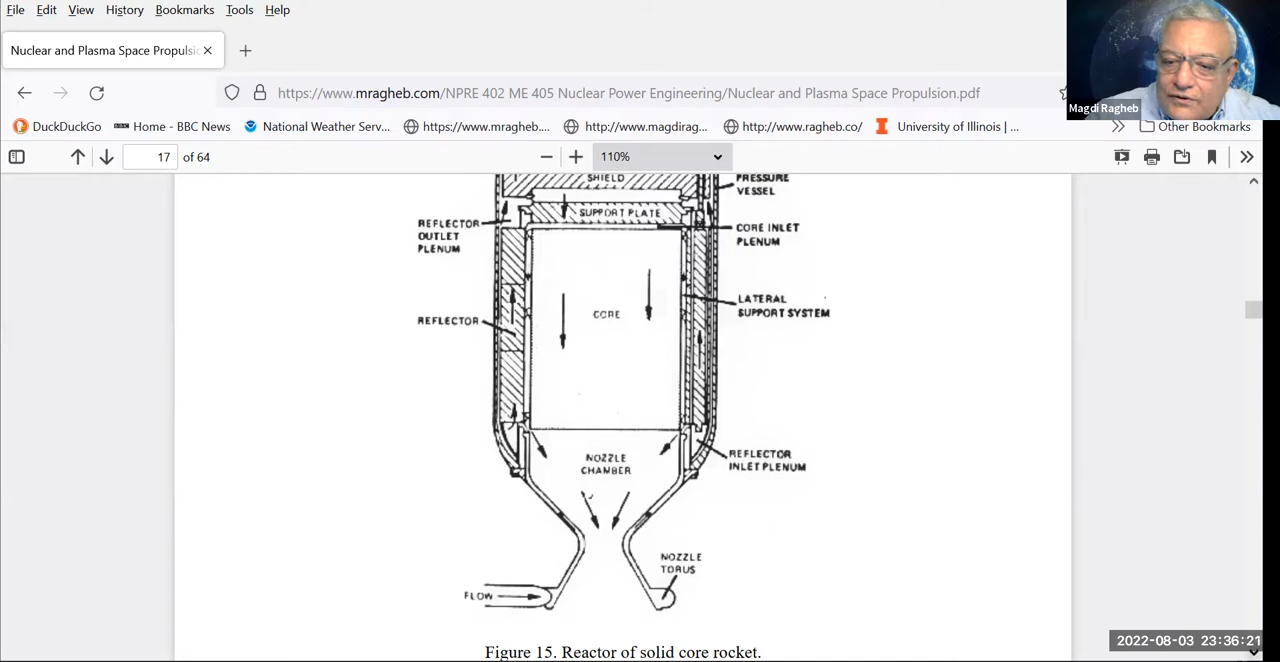 File Edit View History Bookmarks Tools Help
Nuclear and Plasma Space Propulsi
https://www.mragheb.com/NPRE 402 ME 405 Nuclear Power Engineering/Nuclear and Plasma Space Propulsion.pdf
Magdi Ragheb
DuckDuckGo Home - BBC News National Weather Serv... https://www.mragheb.... http://www.magdirag... http://www.ragheb.co/ University of Illinois | ... Other Bookmarks
17 of 64 110%
SHIELD
PRESSURE
VESSEL
SUPPORT PLATE
REFLECTOR
OUTLET
PLENUM
CORE INLET
PLENUM
LATERAL
SUPPORT SYSTEM
CORE
REFLECTOR
NOZZLE
CHAMBER
REFLECTOR
INLET PLENUM
NOZZLE
TORUS
FLOW
2022-08-03 23:36:21
Figure 15. Reactor of solid core rocket.